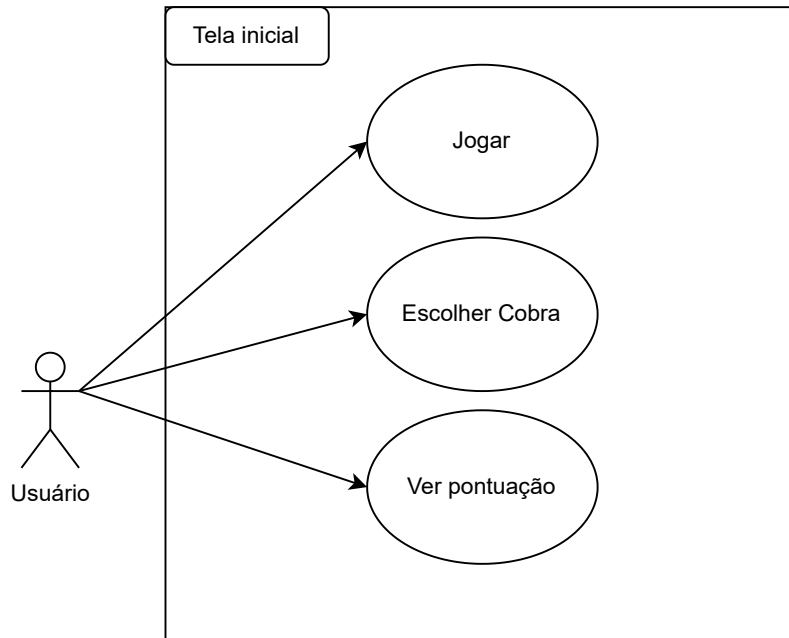 Tela inicial
Jogar
Escolher Cobra
Ver pontuação
Usuário